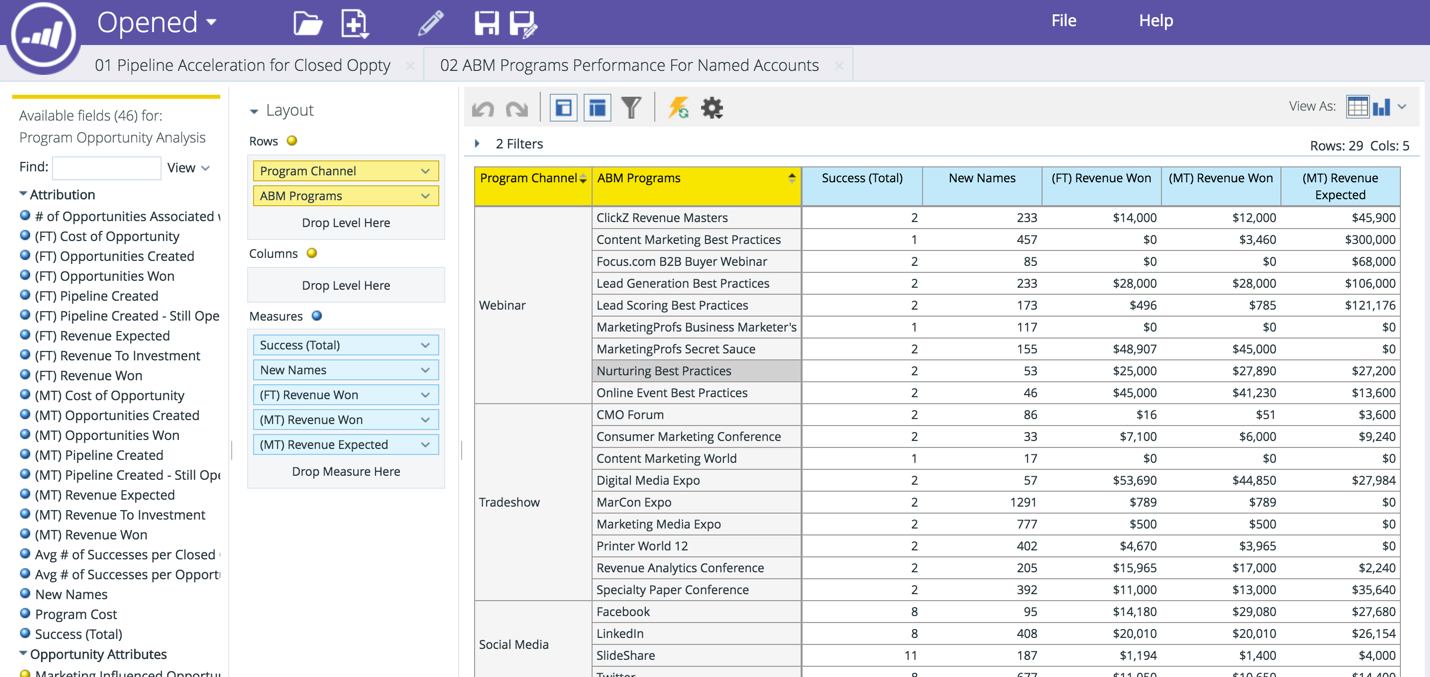 Opened
File
Help
01 Pipeline Acceleration for Closed Oppty
02 ABM Programs Performance For Named Accounts
Available fields (46) for:
Program Opportunity Analysis
Find:
View
Attribution
# of Opportunities Associated
(FT) Cost of Opportunity
(FT) Opportunities Created
(FT) Opportunities Won
(FT) Pipeline Created
(FT) Pipeline Created - Still Ope
(FT) Revenue Expected
(FT) Revenue To Investment
(FT) Revenue Won
(MT) Cost of Opportunity
(MT) Opportunities Created
(MT) Opportunities Won
(MT) Pipeline Created
(MT) Pipeline Created - Still Ope
(MT) Revenue Expected
(MT) Revenue To Investment
(MT) Revenue Won
Avg # of Successes per Closed
Avg # of Successes per Opport
New Names
Program Cost
Success (Total)
Opportunity Attributes
Marketing Influenced Opportu
Layout
Rows
Program Channel
ABM Programs
Drop Level Here
Columns
Drop Level Here
Measures
Success (Total)
New Names
(FT) Revenue Won
(MT) Revenue Won
(MT) Revenue Expected
Drop Measure Here
View As:
2 Filters
Rows: 29 Cols: 5
Program Channel ABM Programs Success (Total) New Names (FT) Revenue Won (MT) Revenue Won (MT) Revenue Expected
Webinar
ClickZ Revenue Masters 2 233 $14,000 $12,000 $45,900
Content Marketing Best Practices 1 457 $0 $3,460 $300,000
Focus.com B2B Buyer Webinar 2 85 $0 $0 $68,000
Lead Generation Best Practices 2 233 $28,000 $28,000 $106,000
Lead Scoring Best Practices 2 173 $496 $785 $121,176
MarketingProfs Business Marketer's 1 117 $0 $0 $0
MarketingProfs Secret Sauce 2 155 $48,907 $45,000 $0
Nurturing Best Practices 2 53 $25,000 $27,890 $27,200
Online Event Best Practices 2 46 $45,000 $41,230 $13,600
Tradeshow
CMO Forum 2 86 $16 $51 $3,600
Consumer Marketing Conference 2 33 $7,100 $6,000 $9,240
Content Marketing World 1 17 $0 $0 $0
Digital Media Expo 2 57 $53,690 $44,850 $27,984
MarCon Expo 2 1291 $789 $789 $0
Marketing Media Expo 2 777 $500 $500 $0
Printer World 12 2 402 $4,670 $3,965 $0
Revenue Analytics Conference 2 205 $15,965 $17,000 $2,240
Specialty Paper Conference 2 392 $11,000 $13,000 $35,640
Social Media
Facebook 8 95 $14,180 $29,080 $27,680
LinkedIn 8 408 $20,010 $20,010 $26,154
SlideShare 11 187 $1,194 $1,400 $4,000
Twitter